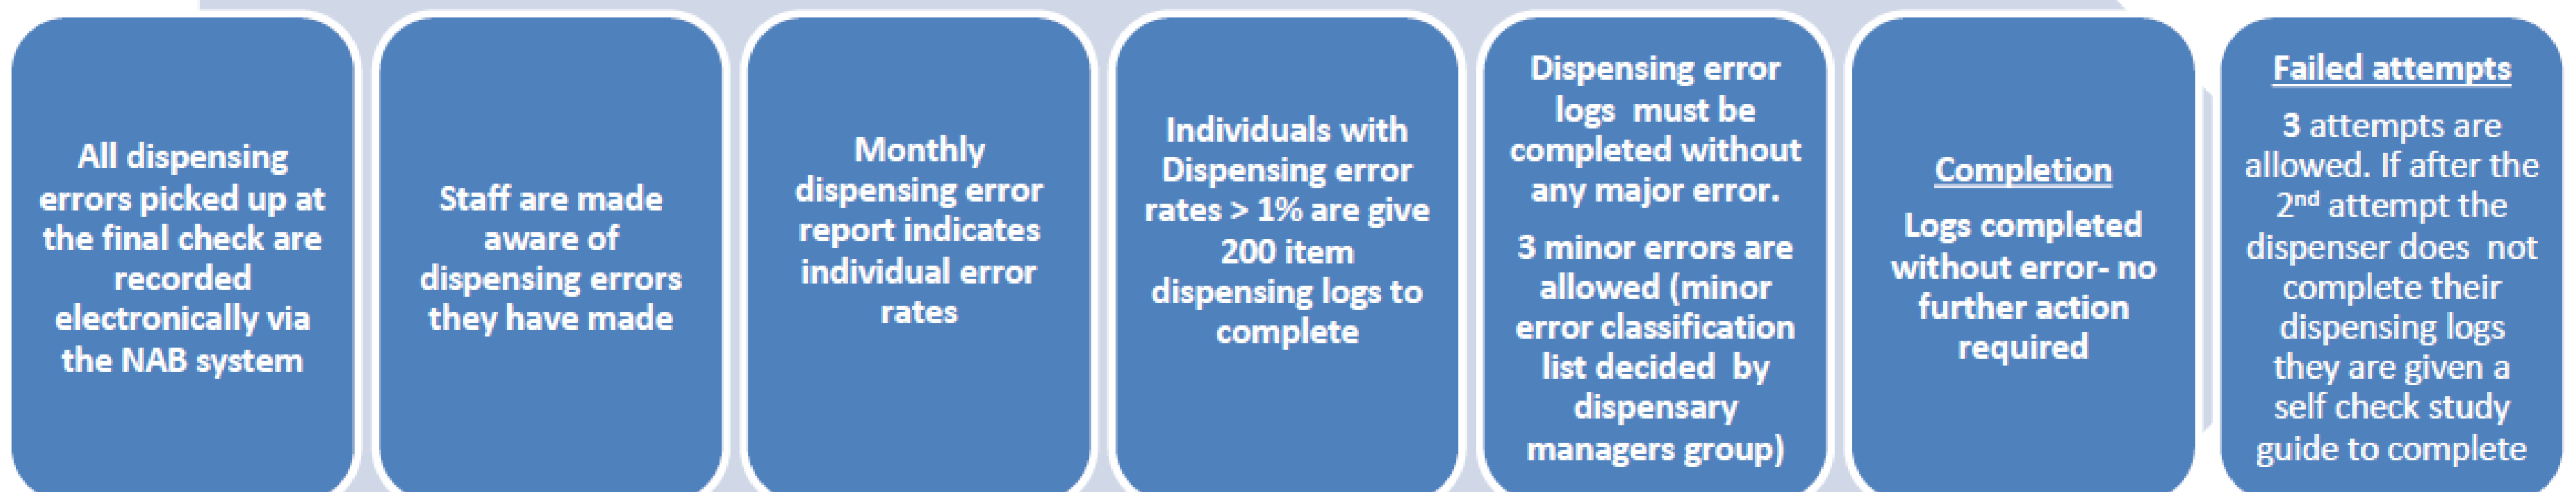 All dispensing
errors picked up at
the final check are
recorded
electronically via
the NAB system
Staff are made
aware of
dispensing errors
they have made
Monthly
dispensing error
report indicates
individual error
rates
Individuals with
Dispensing error
rates > 1% are give
200 item
dispensing logs to
complete
Dispensing error
logs must be
completed without
any major error.
3 minor errors are
allowed (minor
error classification
list decided by
dispensary
managers group)
Completion
Logs completed
without error- no
further action
required
Failed attempts
3 attempts are
allowed. If after the
2nd attempt the
dispenser does not
complete their
dispensing logs
they are given a
self check study
guide to complete